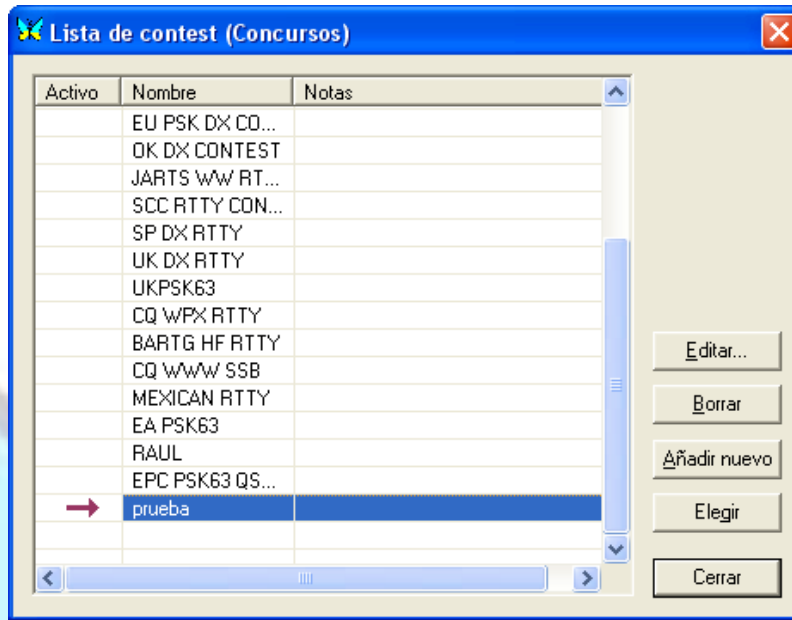 Lista de contest (Concursos)
Activo Nombre Notas
EU PSK DX CO...
OK DX CONTEST
JARTS WW RT...
SCC RTTY CON...
SP DX RTTY
UK DX RTTY
UKPSK63
CQ WPX RTTY
BARTG HF RTTY
CQ WWW SSB
MEXICAN RTTY
EA PSK63
RAUL
EPC PSK63 QS...
prueba
Editar...
Borrar
Añadir nuevo
Elegir
Cerrar